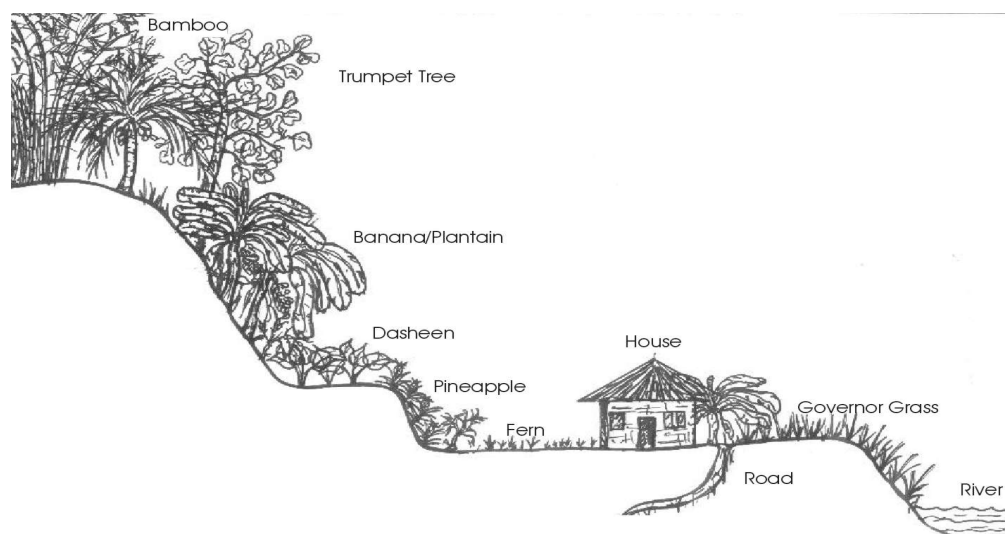 Bamboo
Trumpet Tree
Banana/Plantain
Dasheen
House
Pineapple
Governor Grass
Fern
Road
River